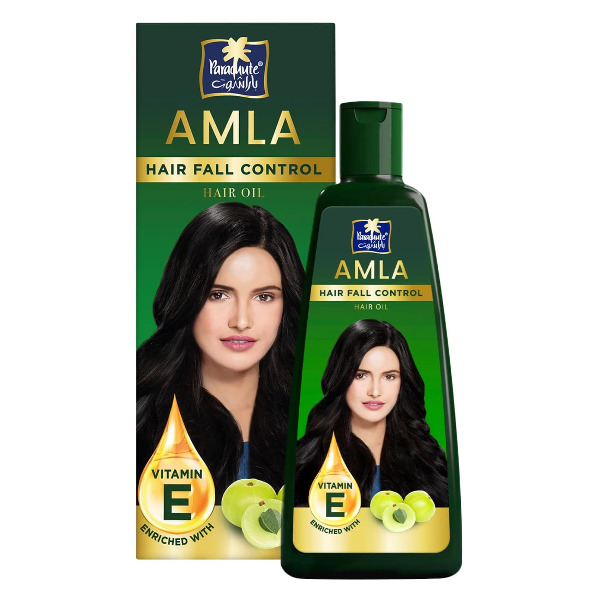 Parachute®
باراشوت
AMLA
HAIR FALL CONTROL
HAIR OIL
VITAMIN
E
ENRICHED WITH
Parachute®
باراشوت
AMLA
HAIR FALL CONTROL
HAIR OIL
VITAMIN
E
ENRICHED WITH